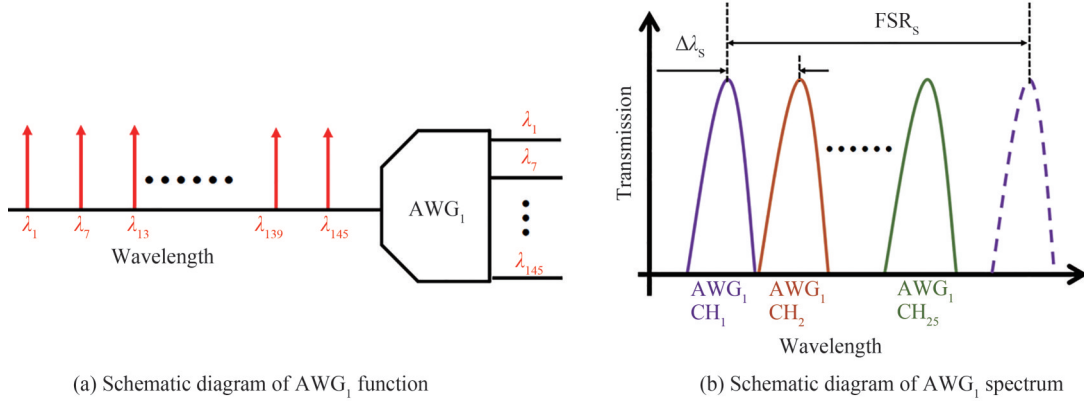 λ₁ λ₇ λ₁₃ λ₁₃₉ λ₁₄₅
Wavelength
AWG₁
λ₁
λ₇
λ₁₄₅
(a) Schematic diagram of AWG₁ function
Transmission
Δλₛ
FSRₛ
AWG₁ AWG₁ AWG₁
CH₁ CH₂ CH₂₅
Wavelength
(b) Schematic diagram of AWG₁ spectrum